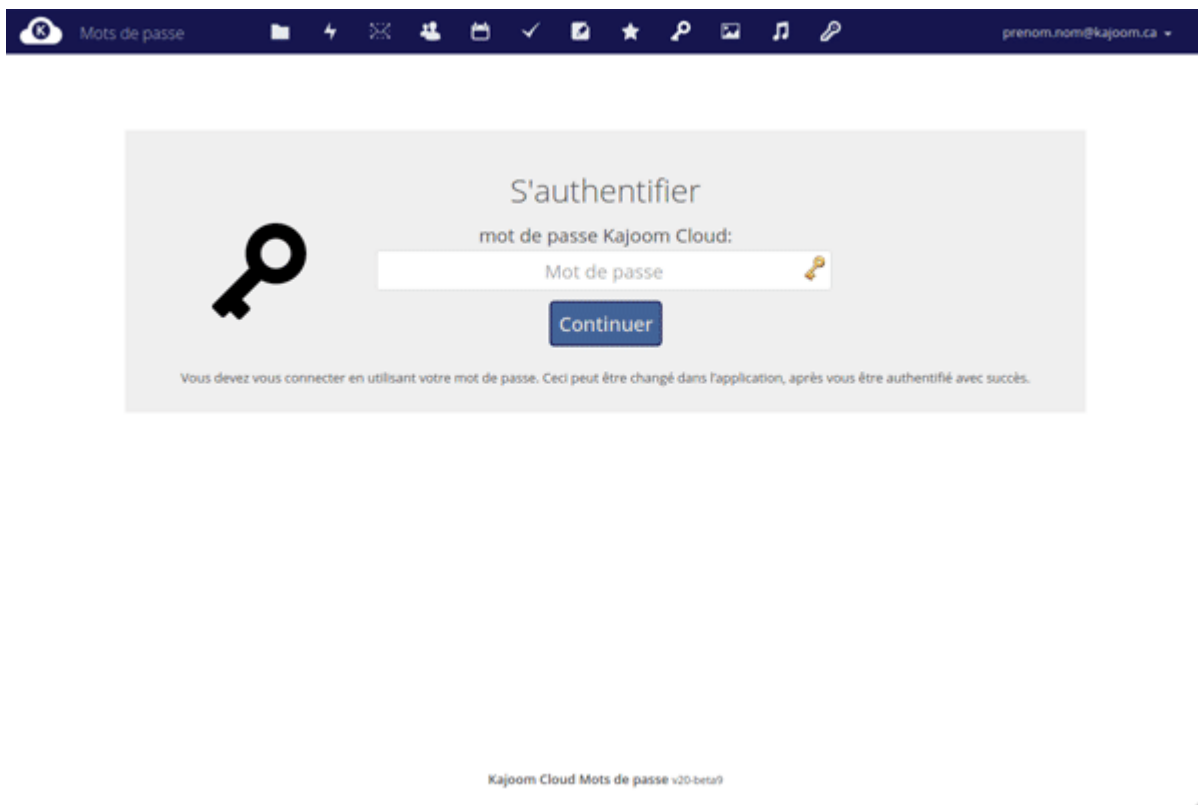 K Mots de passe prenom.nom@kajoom.ca
S'authentifier
mot de passe Kajoom Cloud:
Mot de passe
Continuer
Vous devez vous connecter en utilisant votre mot de passe. Ceci peut être changé dans l'application, après vous être authentifié avec succès.
Kajoom Cloud Mots de passe v20-beta9